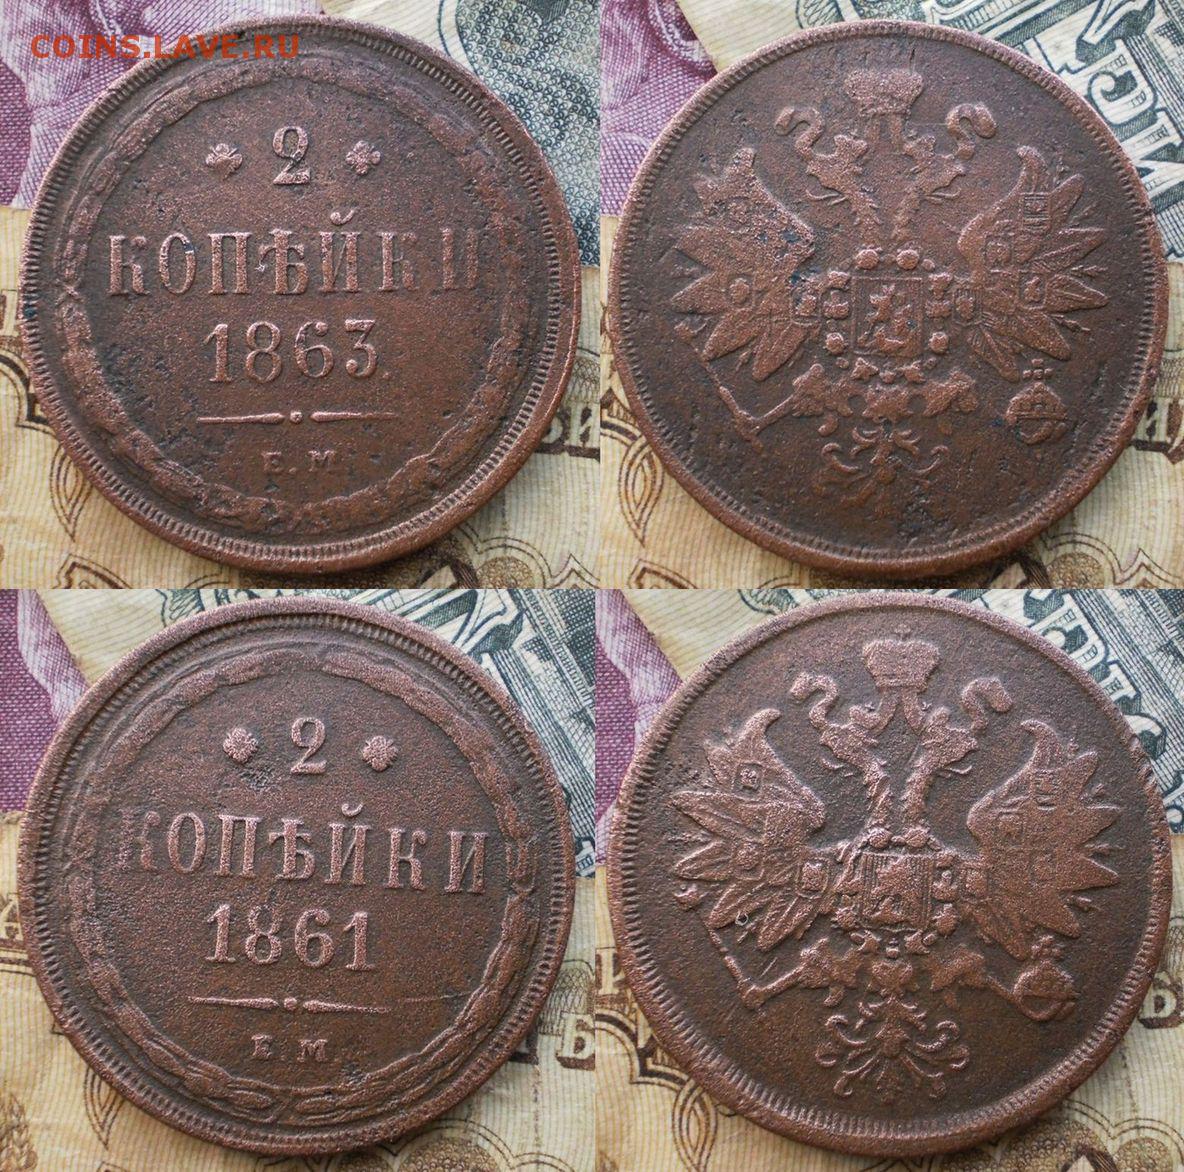 COINS.LAVE.RU
2
КОПѢЙКИ
1863
Е.М.
2
КОПѢЙКИ
1861
Е.М.